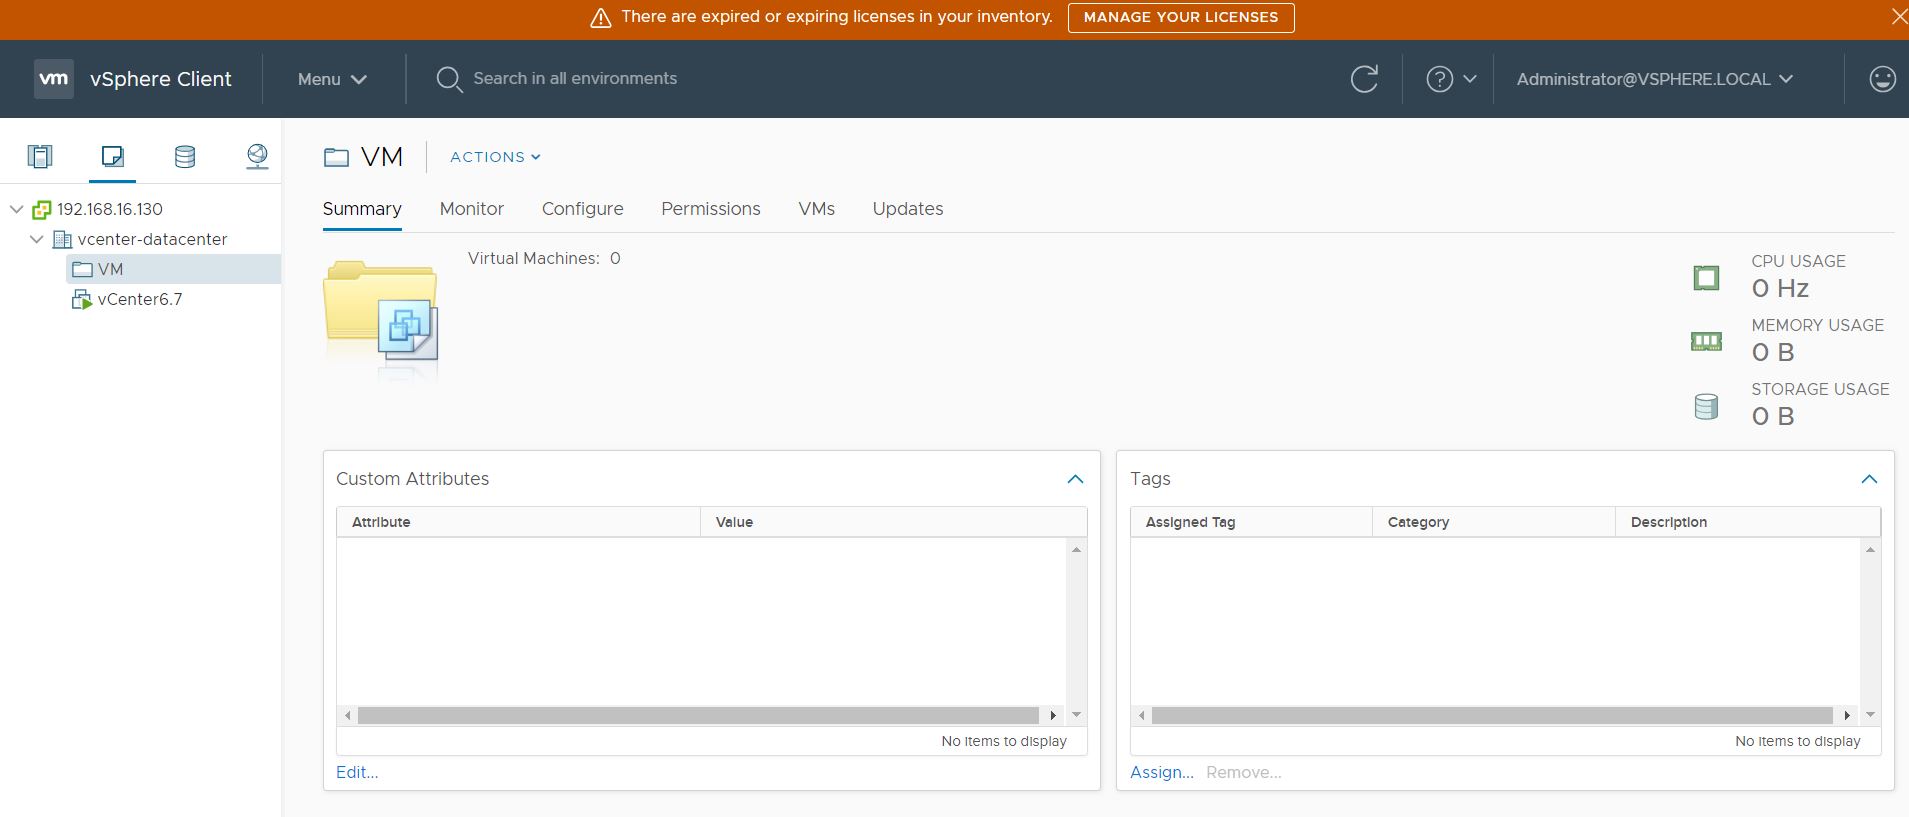 There are expired or expiring licenses in your inventory. MANAGE YOUR LICENSES
vm vSphere Client Menu Search in all environments Administrator@VSPHERE.LOCAL
192.168.16.130
vcenter-datacenter
VM
vCenter6.7
VM ACTIONS
Summary Monitor Configure Permissions VMs Updates
Virtual Machines: 0
CPU USAGE
0 Hz
MEMORY USAGE
0 B
STORAGE USAGE
0 B
Custom Attributes
Attribute Value
No items to display
Edit...
Tags
Assigned Tag Category Description
No items to display
Assign... Remove...